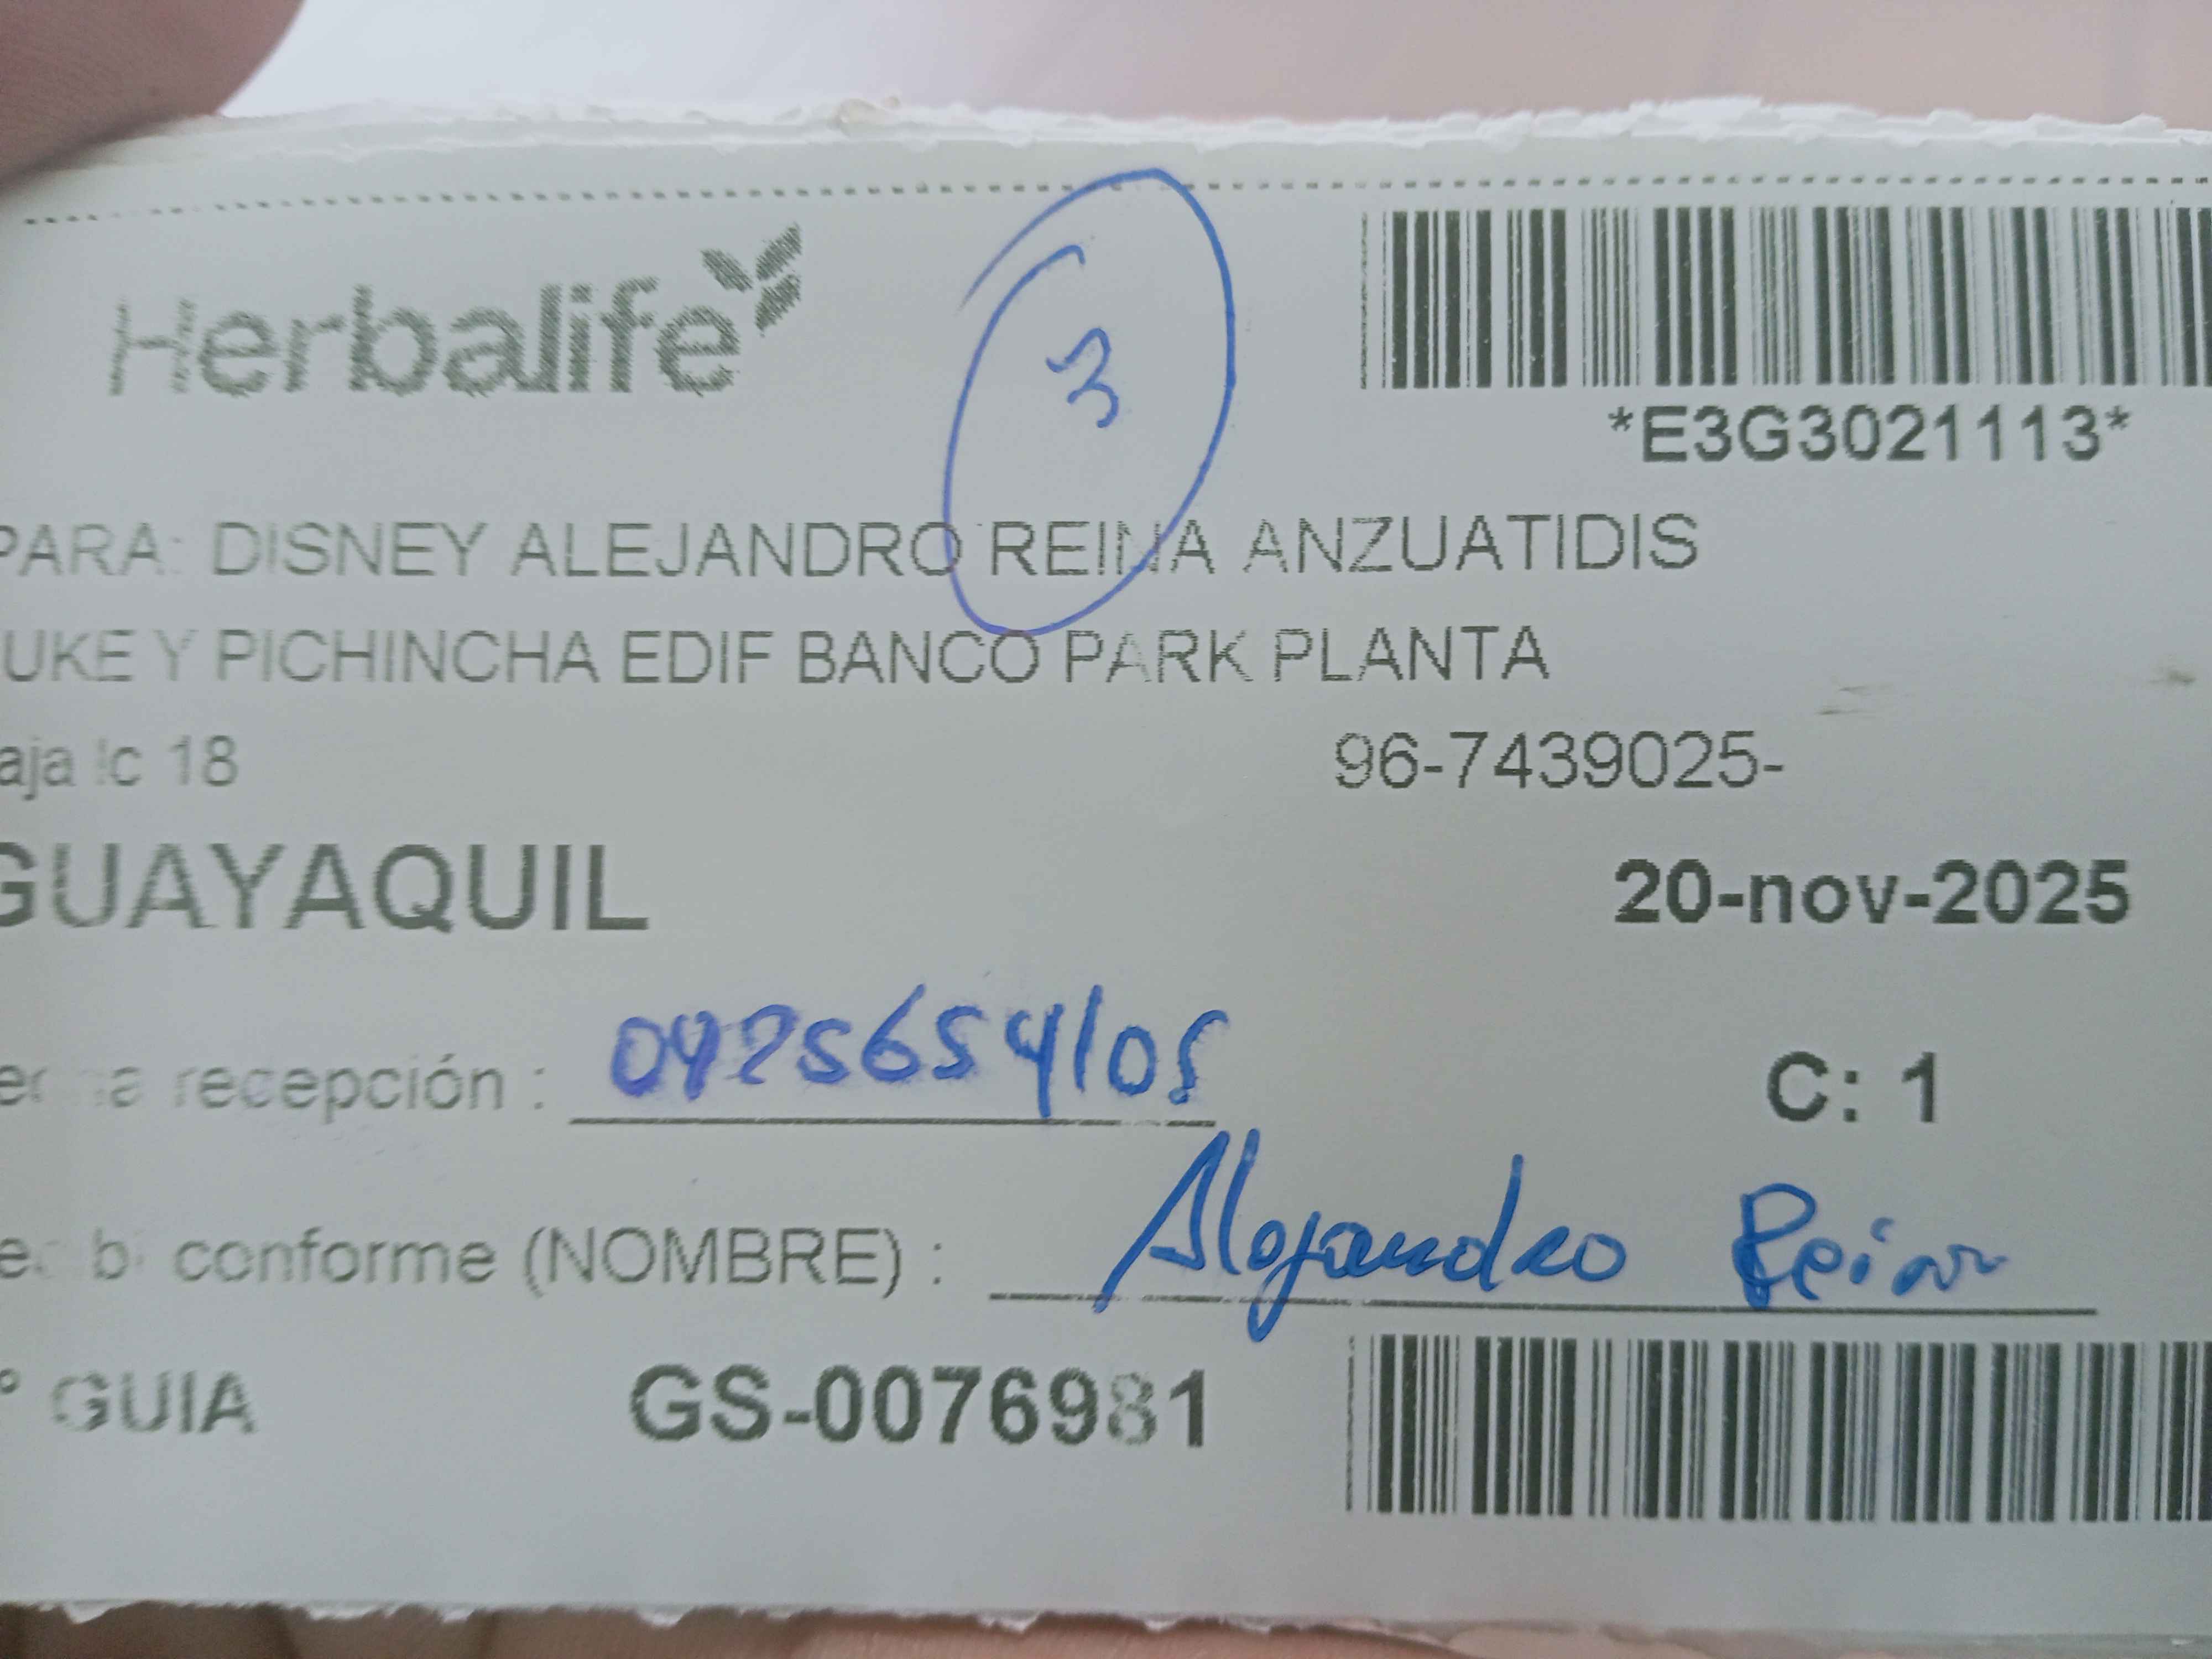 Herbalife
3
*E3G3021113*
PARA: DISNEY ALEJANDRO REINA ANZUATIDIS
UKE Y PICHINCHA EDIF BANCO PARK PLANTA
aja lc 18
96-7439025-
GUAYAQUIL
20-nov-2025
recepción : 0925654105
C: 1
conforme (NOMBRE) : Alejandro Reina
° GUIA GS-0076981